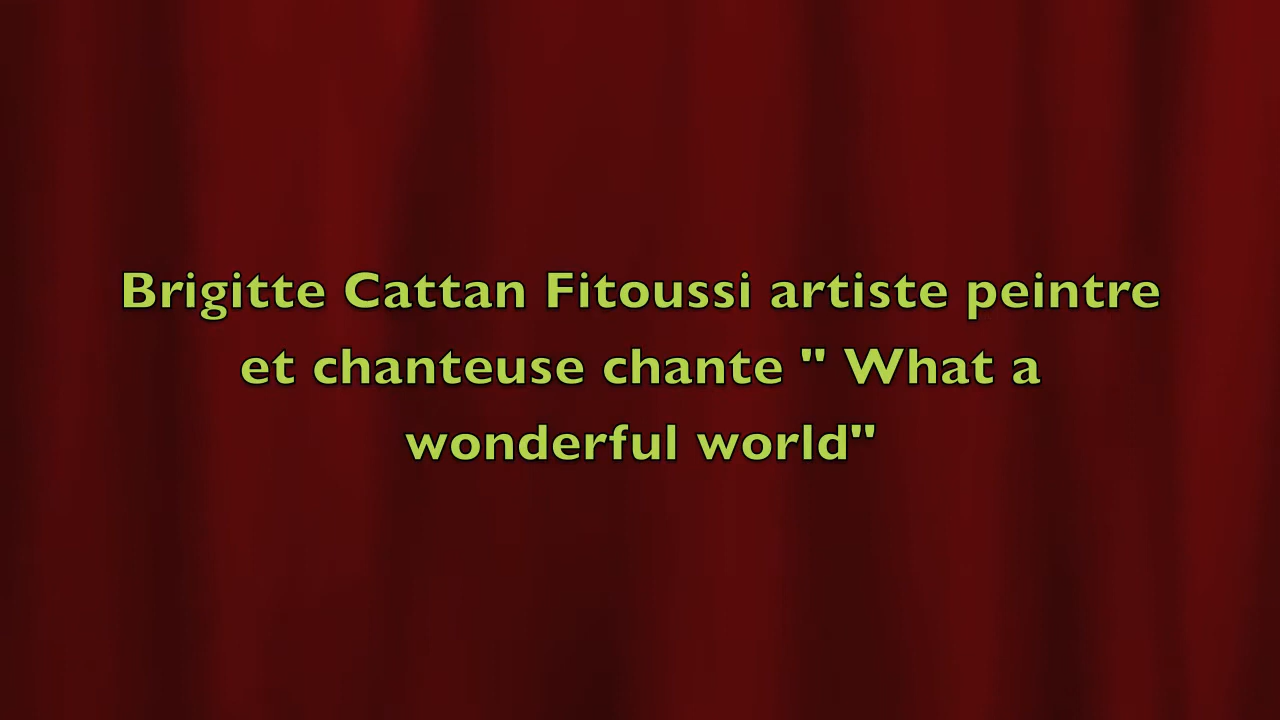 Brigitte Cattan Fitoussi artiste peintre
et chanteuse chante " What a
wonderful world"